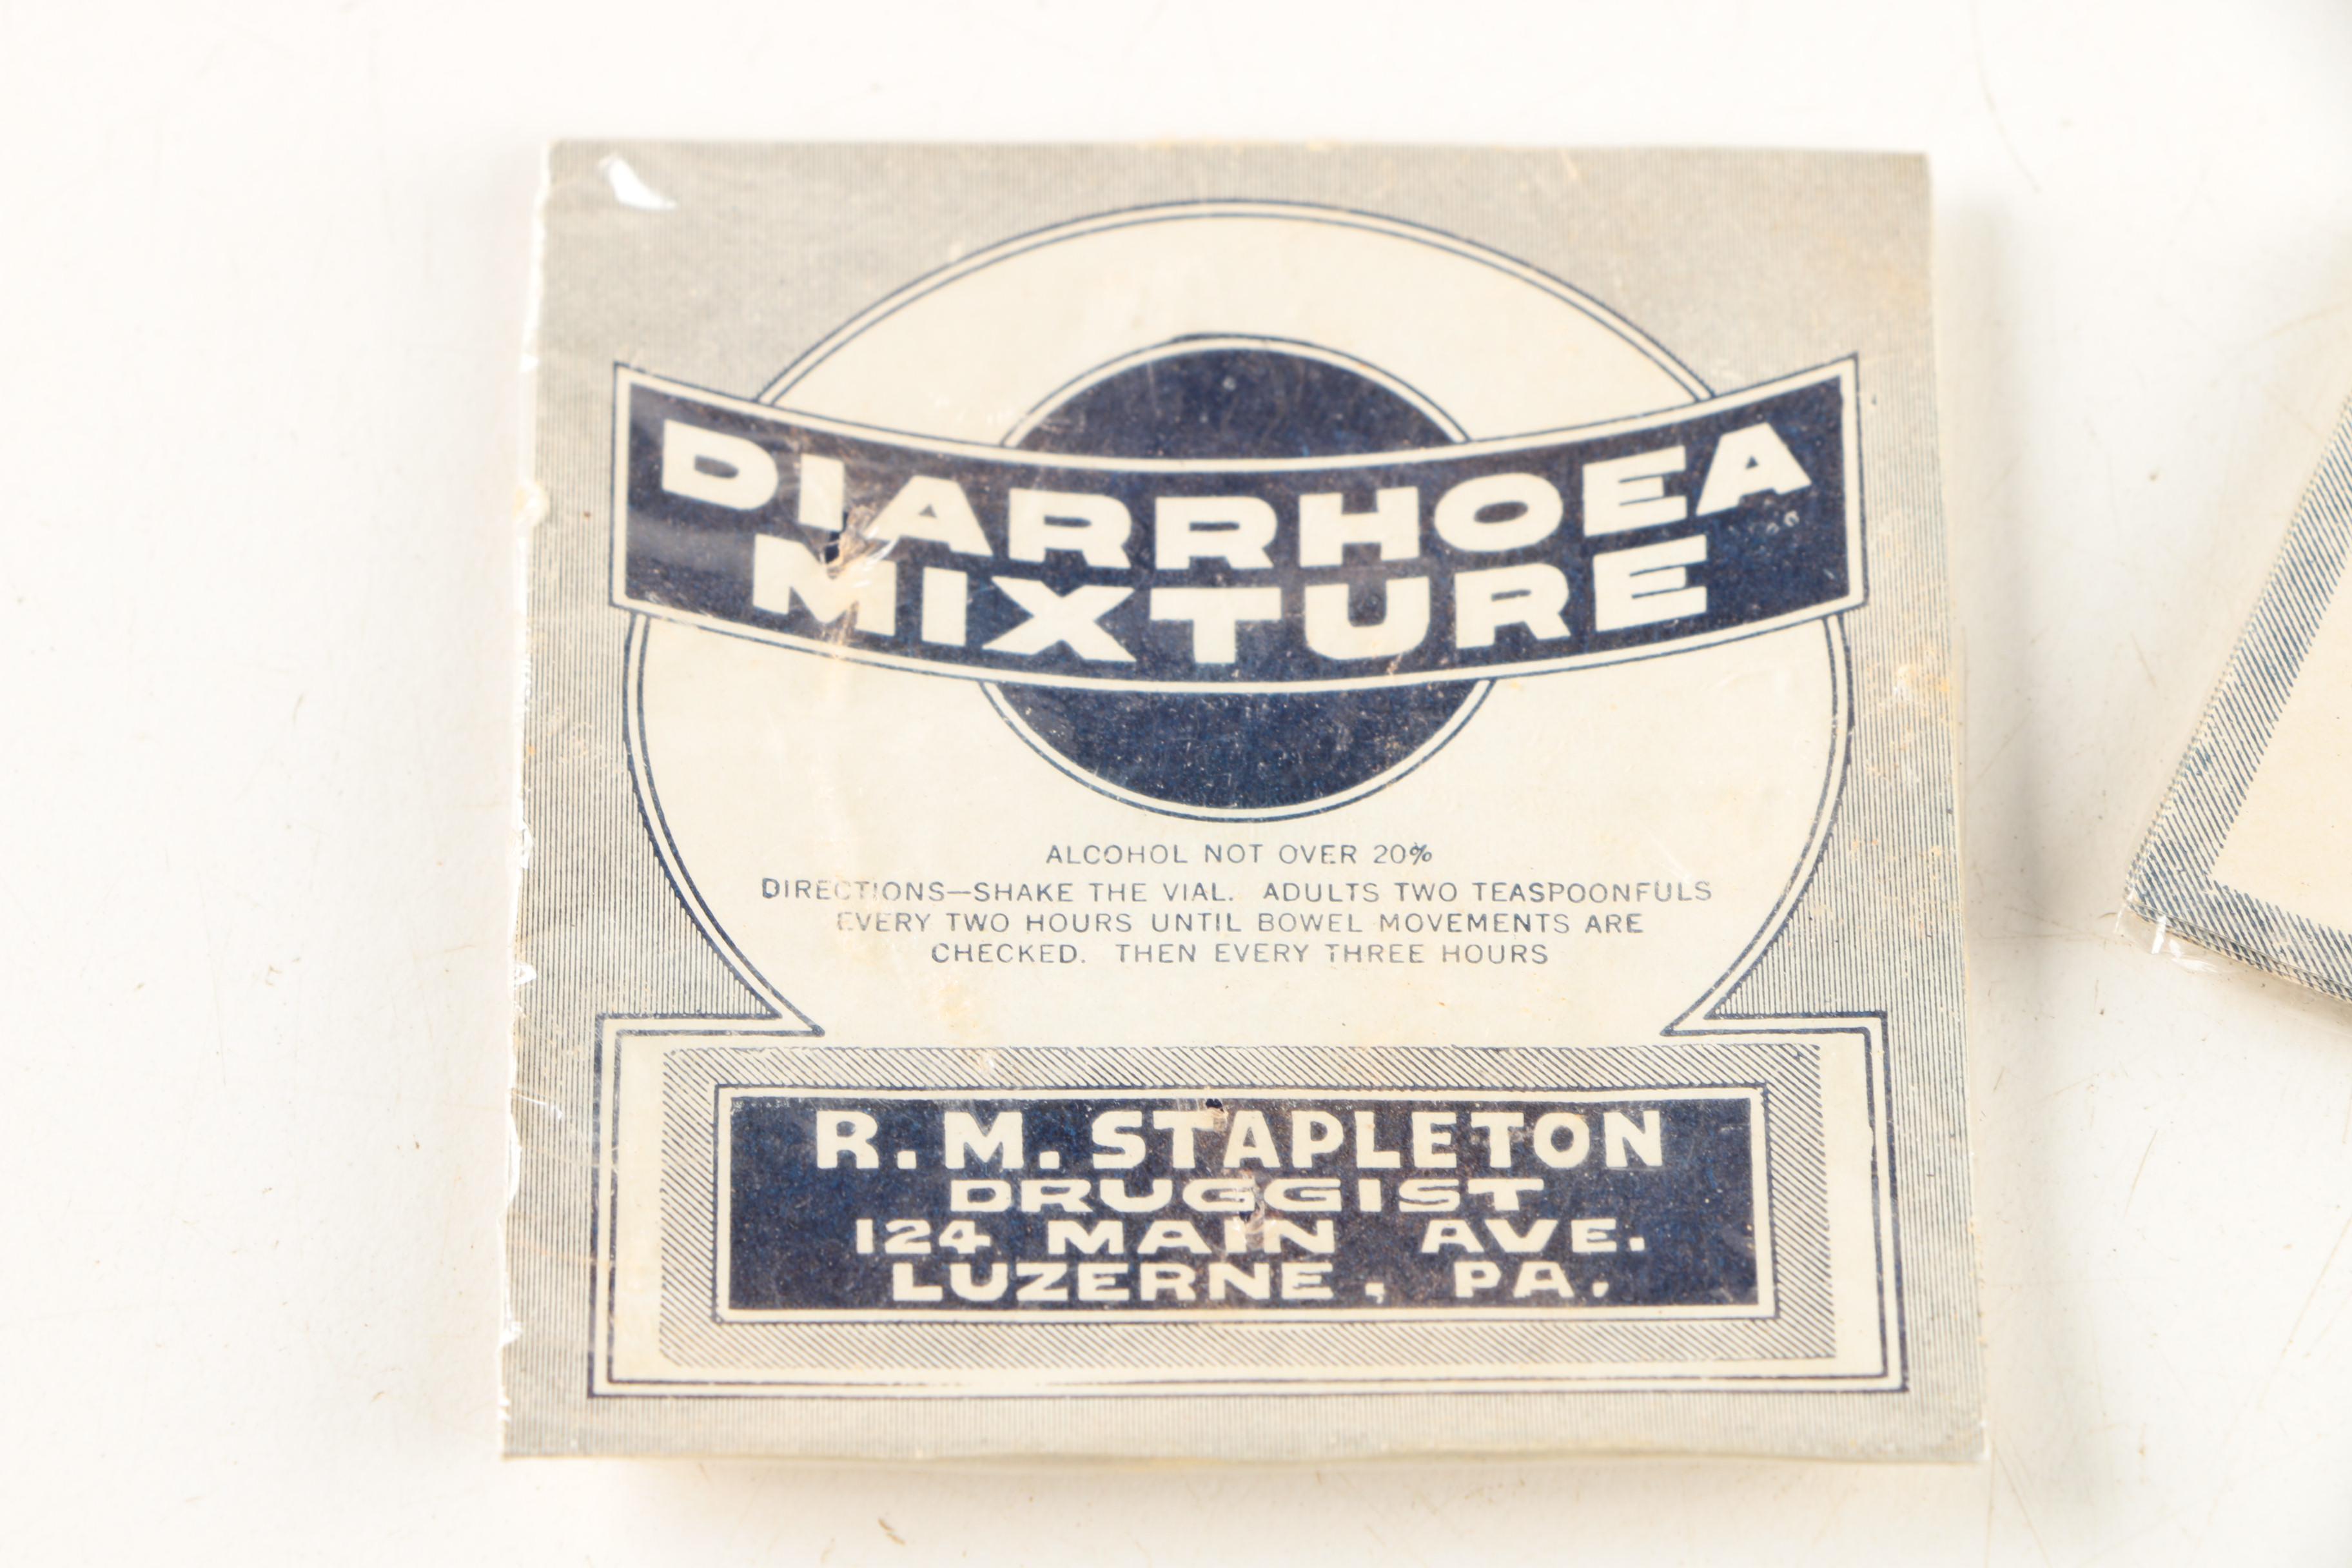 DIARRHOEA
MIXTURE
ALCOHOL NOT OVER 20%
DIRECTIONS—SHAKE THE VIAL. ADULTS TWO TEASPOONFULS
EVERY TWO HOURS UNTIL BOWEL MOVEMENTS ARE
CHECKED. THEN EVERY THREE HOURS
R. M. STAPLETON
DRUGGIST
124 MAIN AVE.
LUZERNE, PA.